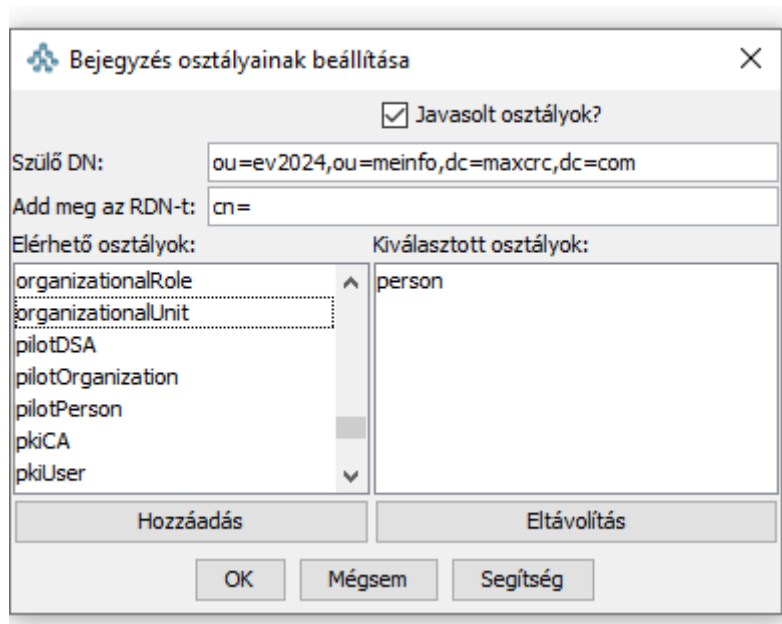 Bejegyzés osztályainak beállítása
Javasolt osztályok?
Szülő DN: ou=ev2024,ou=meinfo,dc=maxcrc,dc=com
Add meg az RDN-t: cn=
Elérhető osztályok: Kiválasztott osztályok:
organizationalRole person
organizationalUnit
pilotDSA
pilotOrganization
pilotPerson
pkiCA
pkiUser
Hozzáadás Eltávolítás
OK Mégsem Segítség